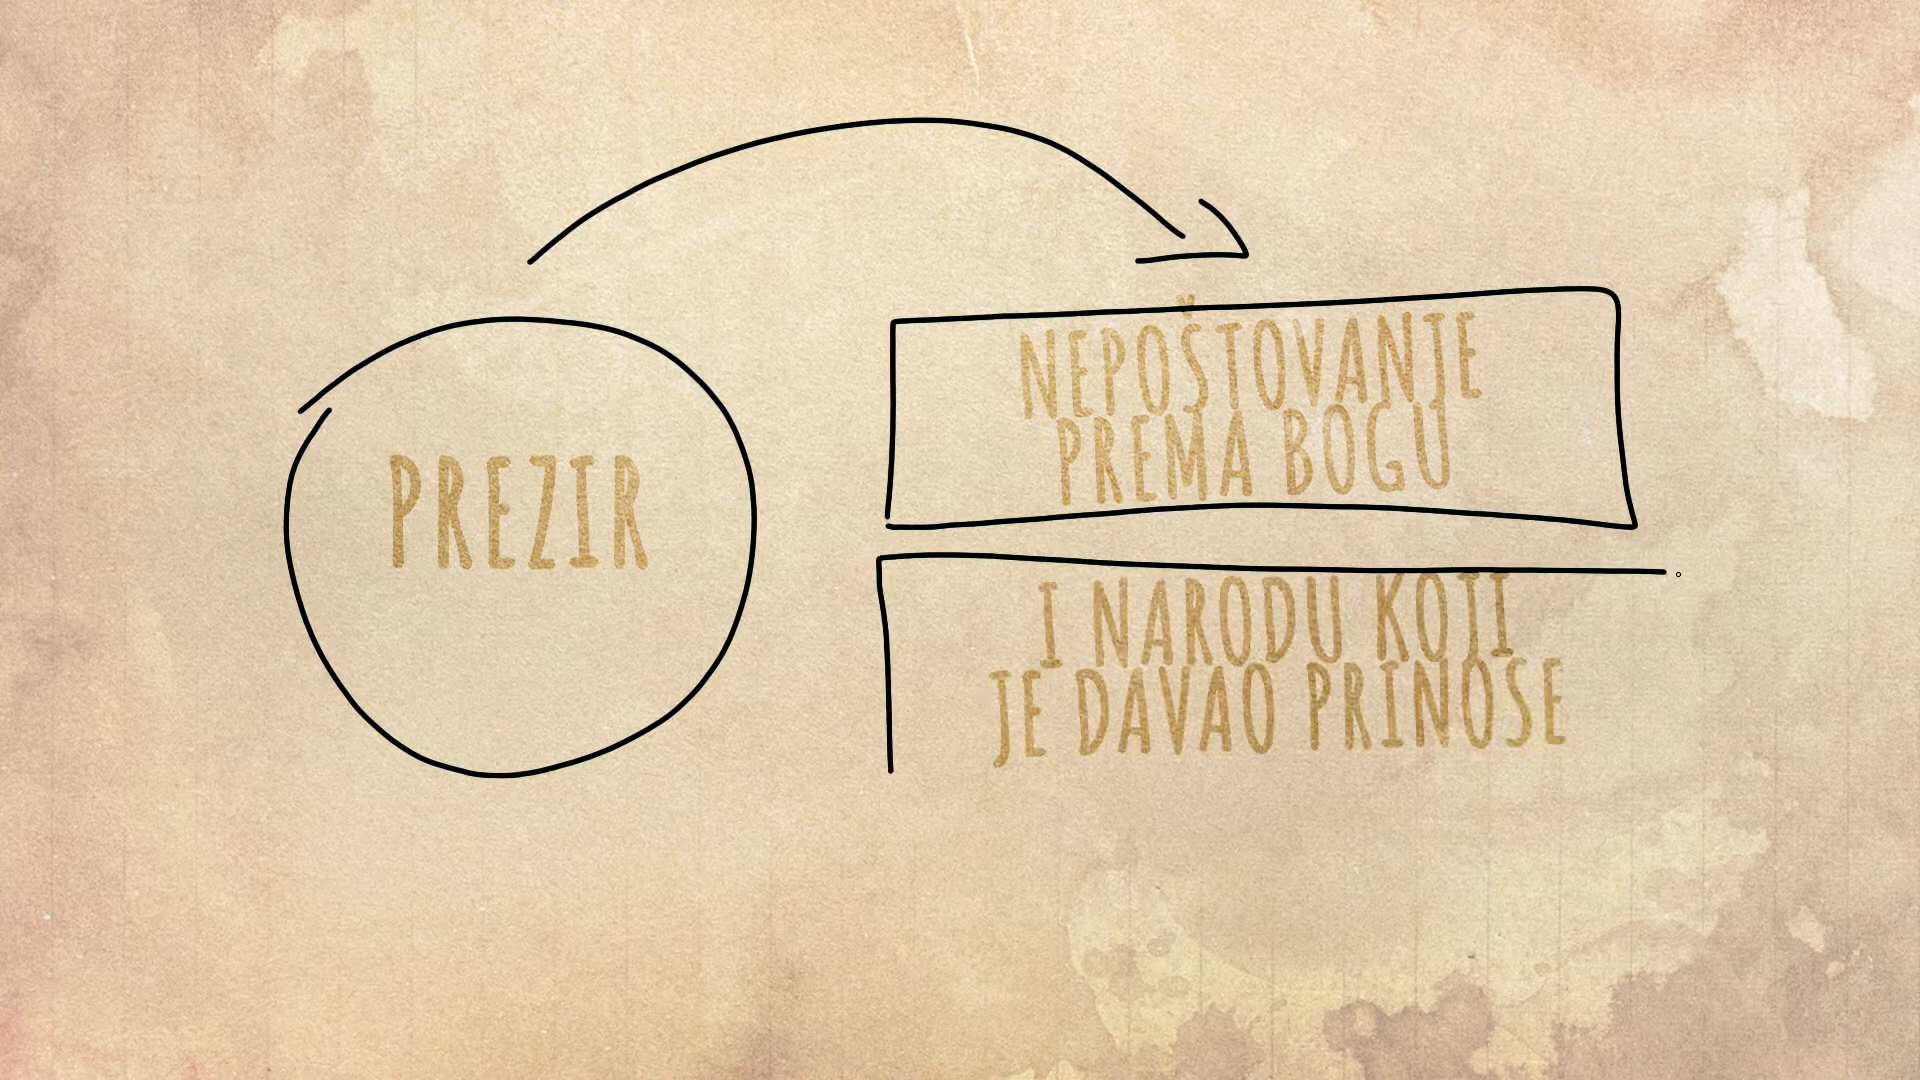 PREZIR
NEPOŠTOVANJE
PREMA BOGU
I NARODU KOJI
JE DAVAO PRINOSE